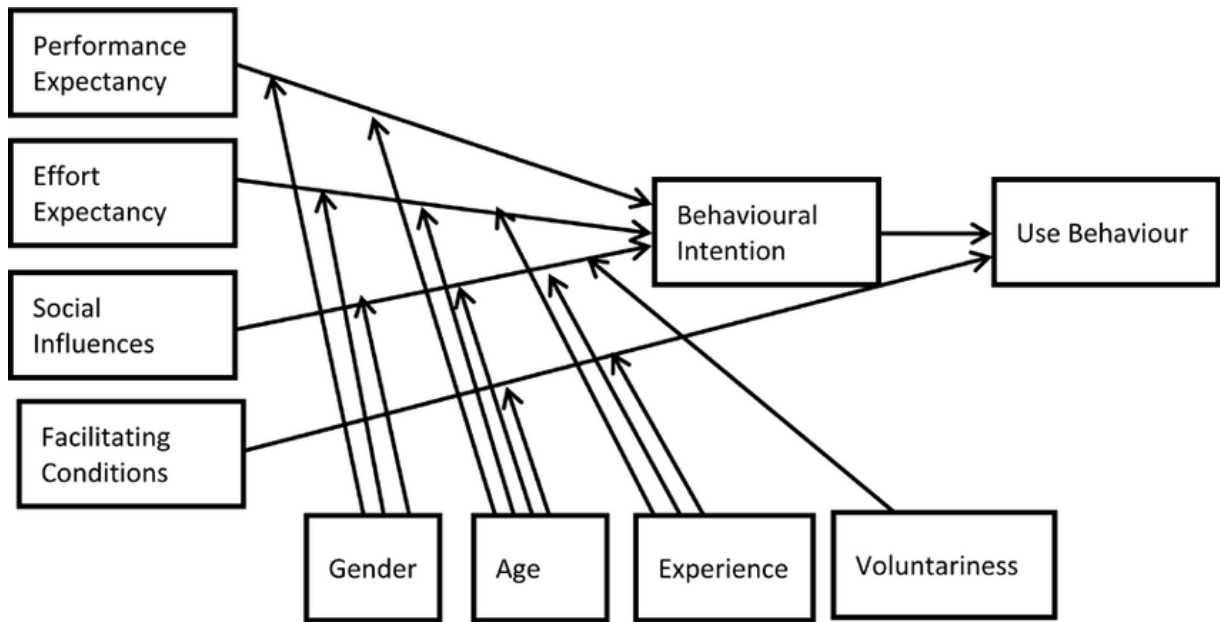 Performance
Expectancy
Effort
Expectancy
Social
Influences
Facilitating
Conditions
Behavioural
Intention
Use Behaviour
Gender
Age
Experience
Voluntariness